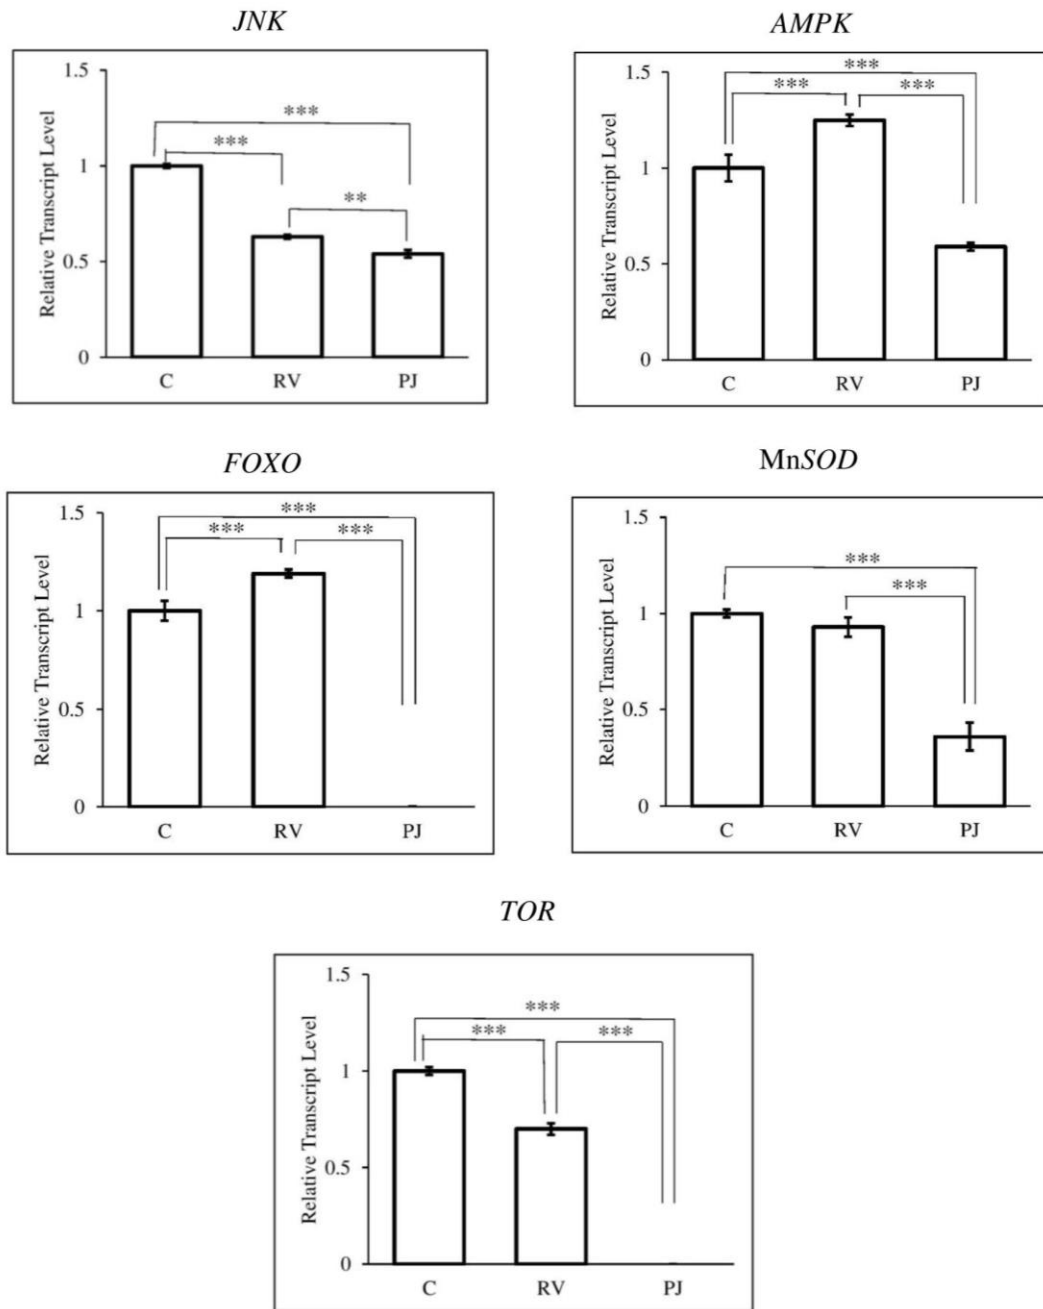 JNK
1.5
***
***
1
**
0.5
0
Relative Transcript Level
C RV PJ
AMPK
1.5
***
*** ***
1
0.5
0
Relative Transcript Level
C RV PJ
FOXO
1.5
***
*** ***
1
0.5
0
Relative Transcript Level
C RV PJ
MnSOD
1.5
***
***
1
0.5
0
Relative Transcript Level
C RV PJ
TOR
1.5
***
*** ***
1
0.5
0
Relative Transcript Level
C RV PJ